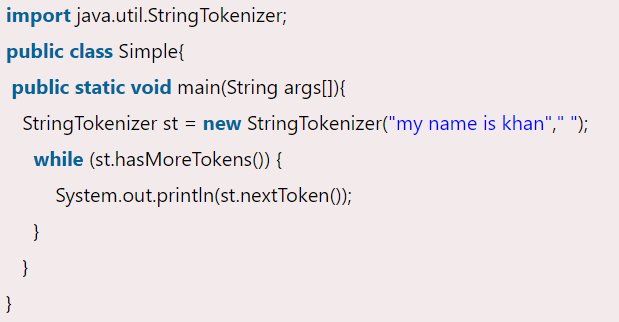 import java.util.StringTokenizer;
public class Simple{
public static void main(String args[]){
StringTokenizer st = new StringTokenizer("my name is khan"," ");
while (st.hasMoreTokens()) {
System.out.println(st.nextToken());
}
}
}